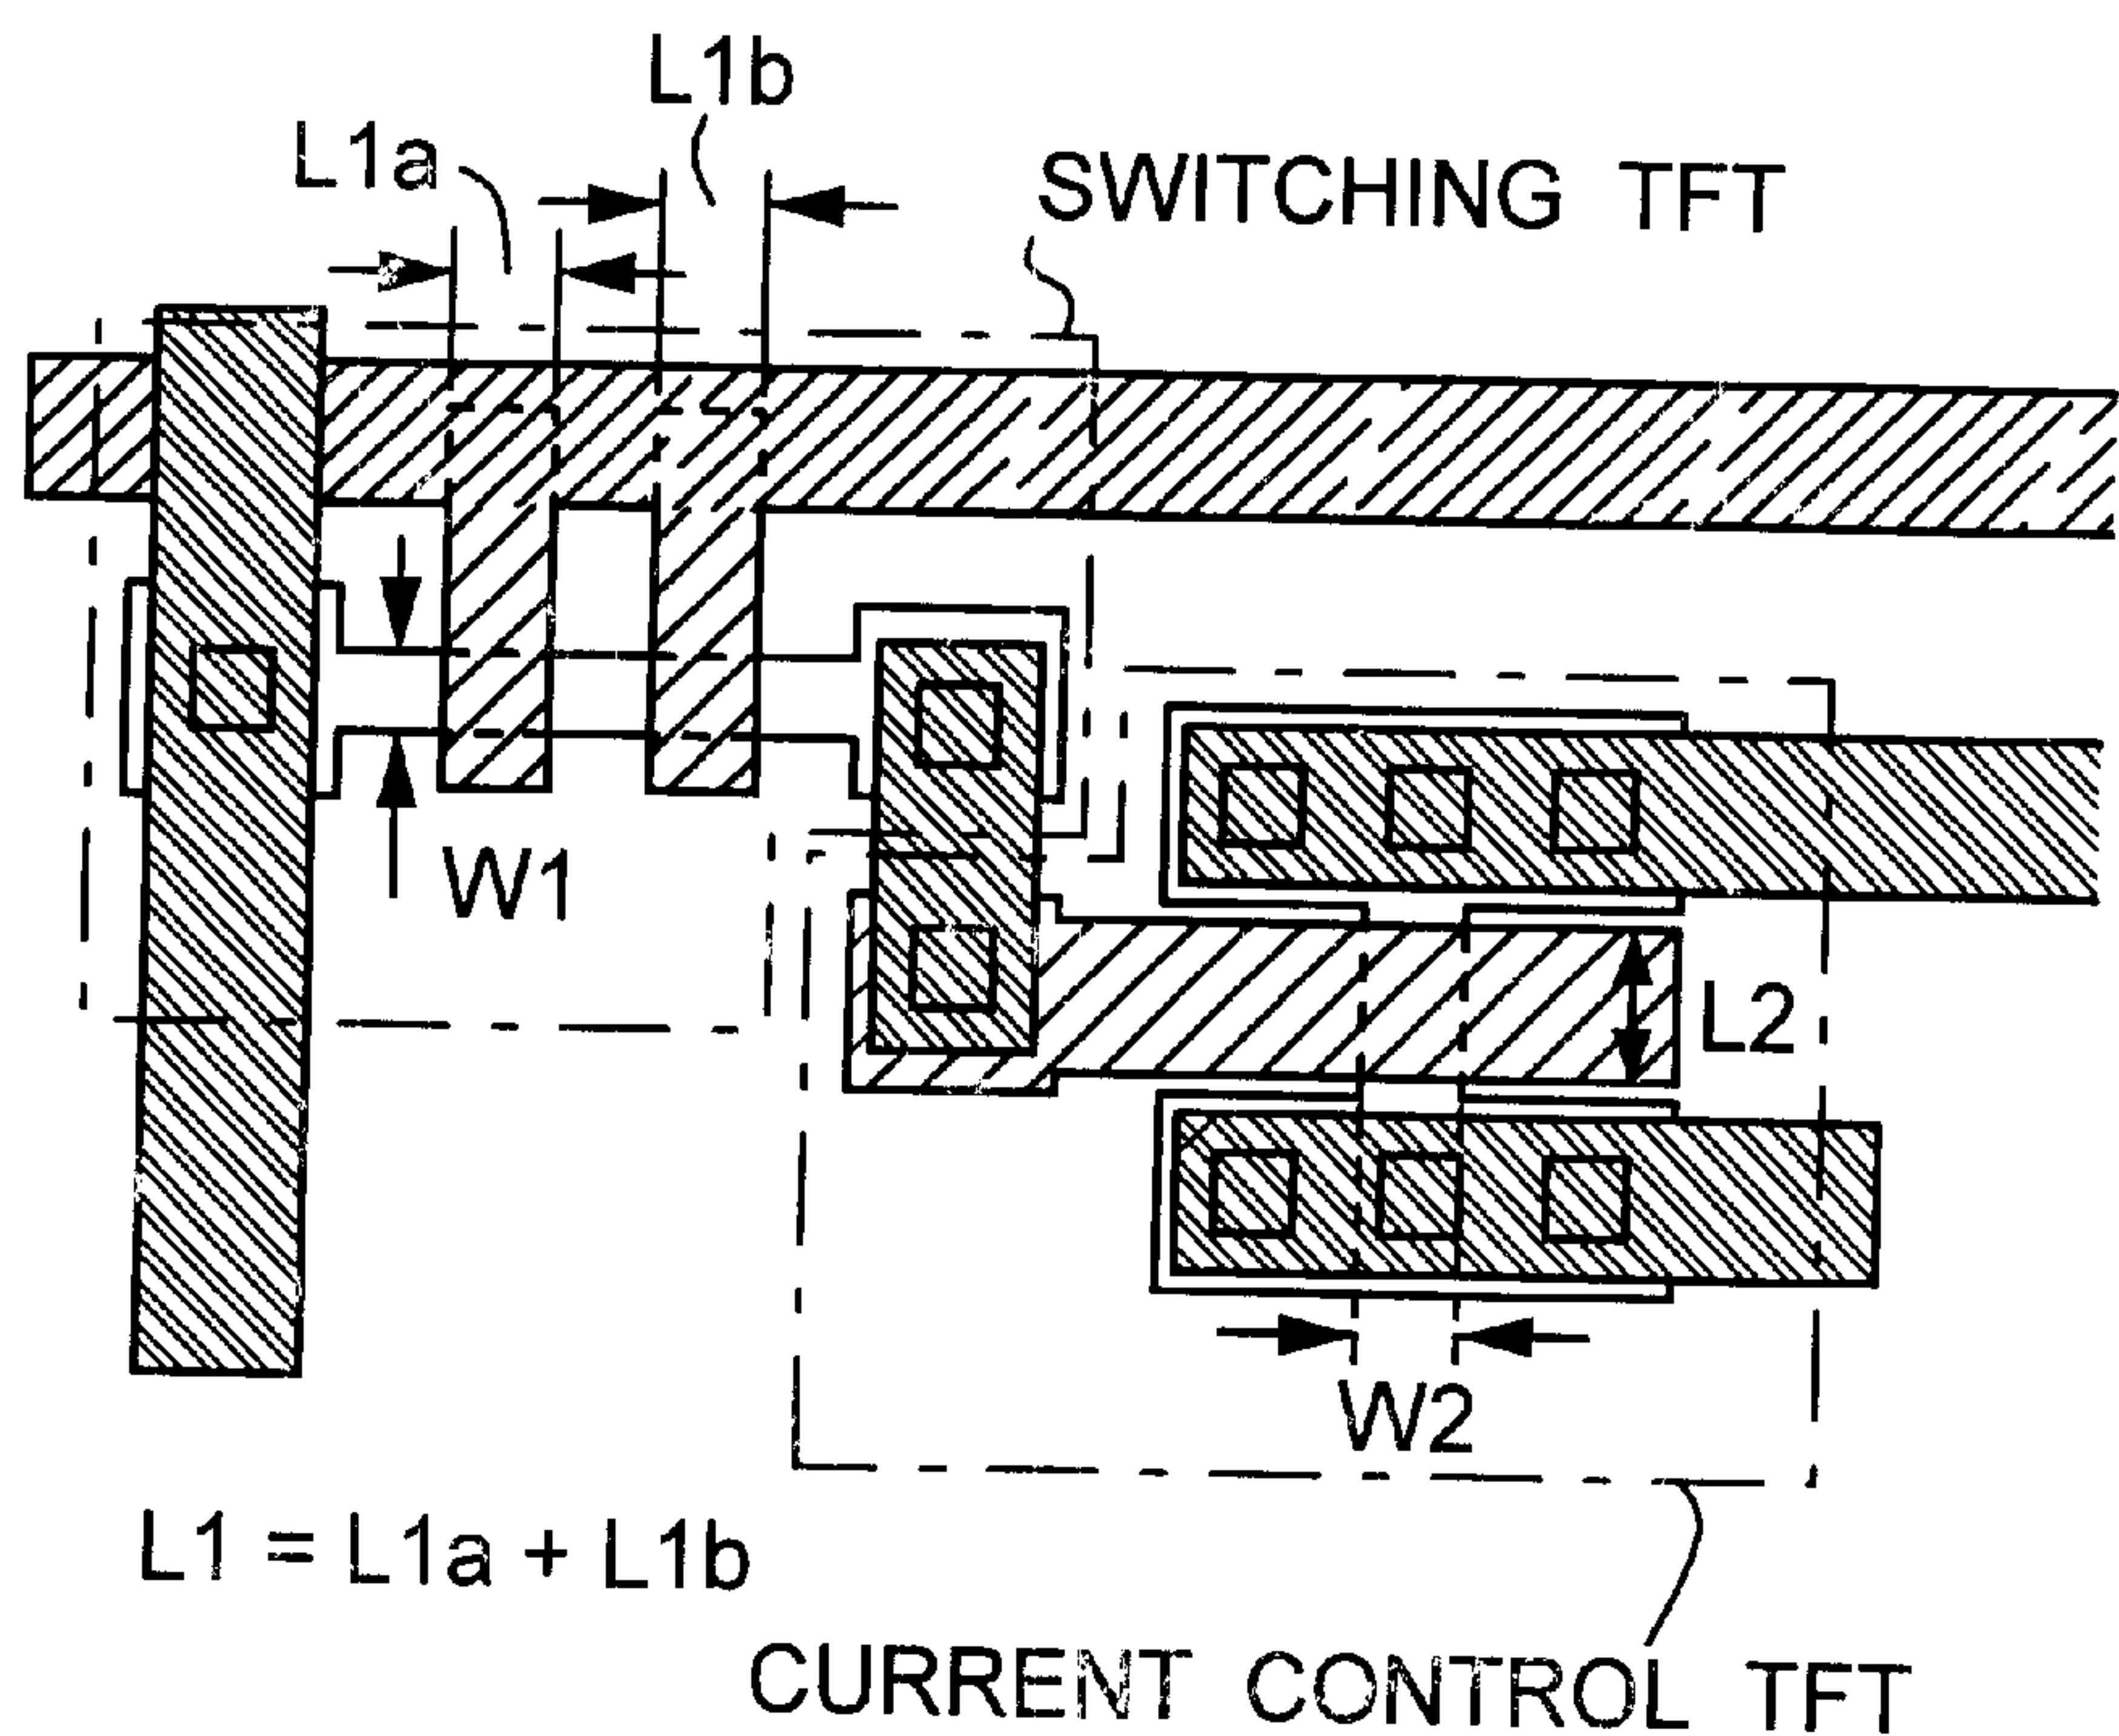 L1b
L1a
SWITCHING TFT
W1
L2
W2
L1 = L1a + L1b
CURRENT CONTROL TFT